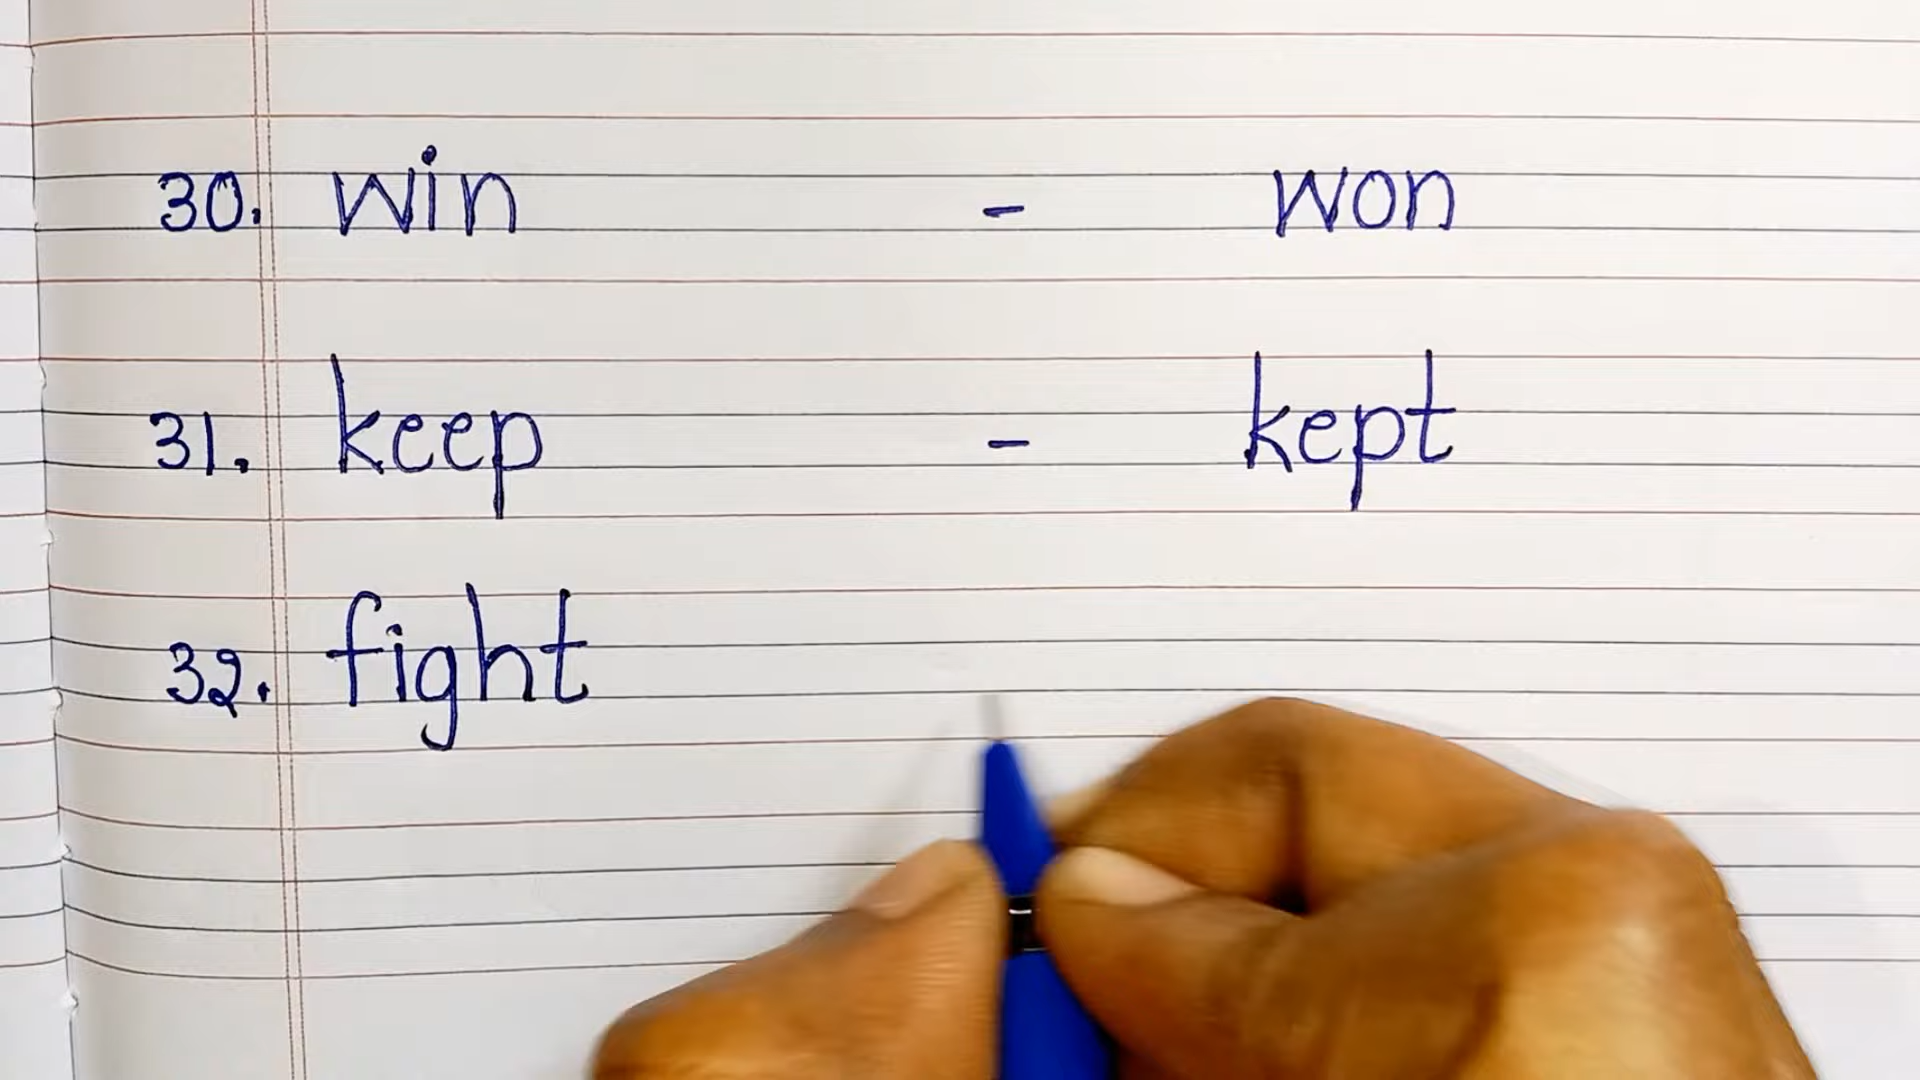 30. win - won
31. keep - kept
32. fight